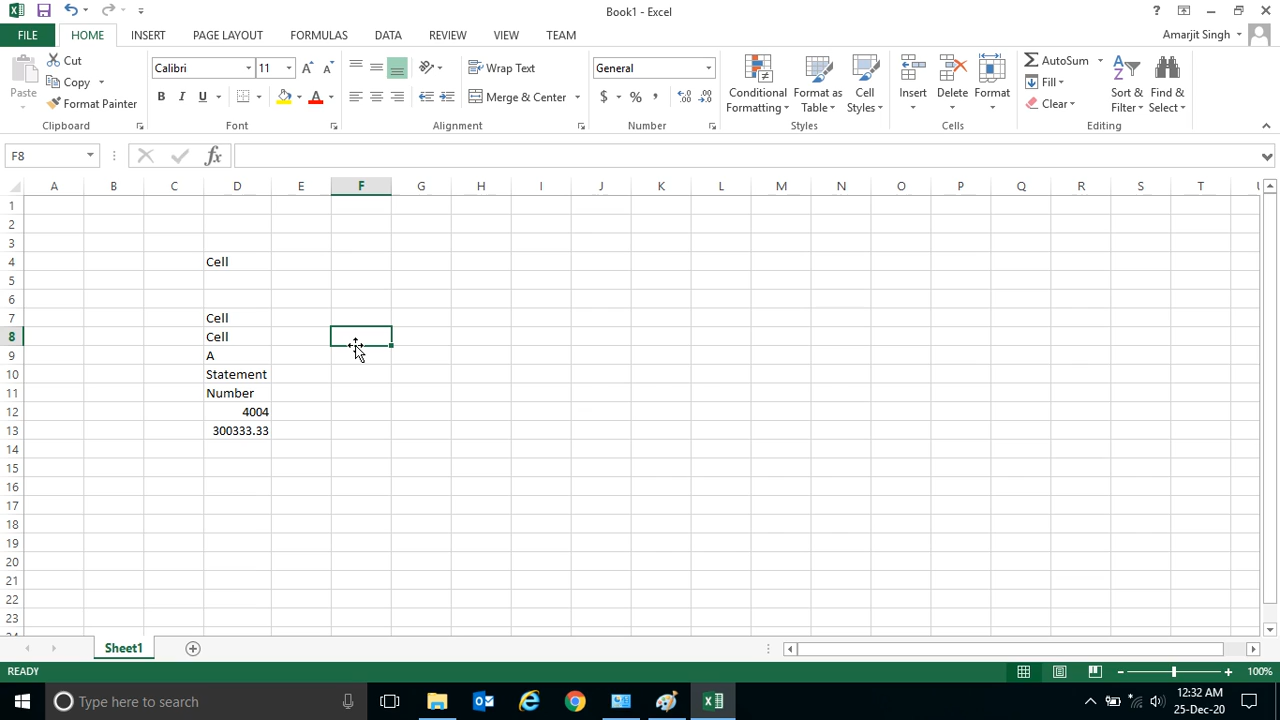 Book1 - Excel
?
FILE HOME INSERT PAGE LAYOUT FORMULAS DATA REVIEW VIEW TEAM
Amarjit Singh
Paste
Cut
Copy
Format Painter
Clipboard
Calibri 11
A A
B I U A
Font
Wrap Text
Merge & Center
Alignment
General
$ % ,
Number
Conditional Formatting
Format as Table
Cell Styles
Styles
Insert Delete Format
Cells
AutoSum
Fill
Clear
Sort & Filter
Find & Select
Editing
F8
fx
A B C D E F G H I J K L M N O P Q R S T
1
2
3
4 Cell
5
6
7 Cell
8 Cell
9 A
10 Statement
11 Number
12 4004
13 300333.33
14
15
16
17
18
19
20
21
22
23
Sheet1
READY
100%
Type here to search
12:32 AM
25-Dec-20